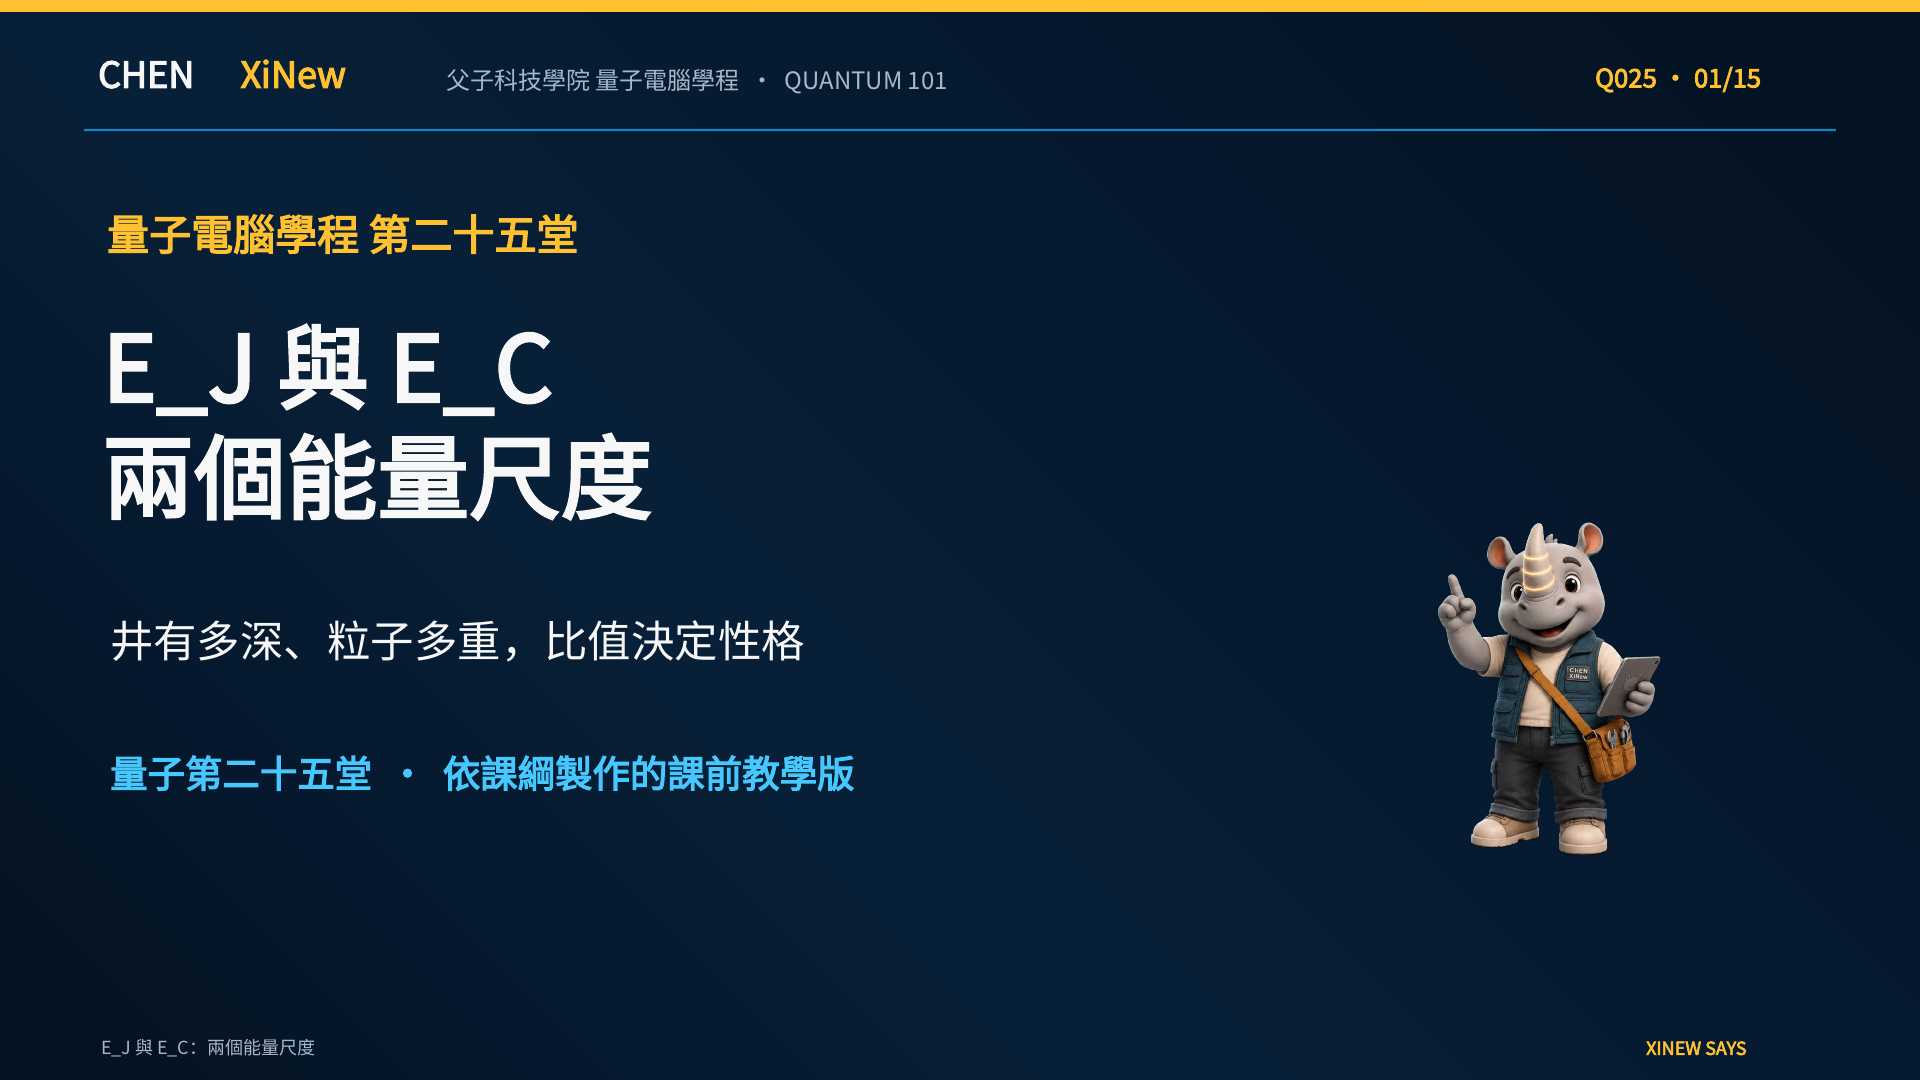 CHEN XiNew 父子科技學院 量子電腦學程 • QUANTUM 101 Q025 • 01/15
量子電腦學程 第二十五堂
E_J 與 E_C
兩個能量尺度
井有多深、粒子多重，比值決定性格
量子第二十五堂 • 依課綱製作的課前教學版
CHEN
XiNew
E_J 與 E_C：兩個能量尺度
XINEW SAYS